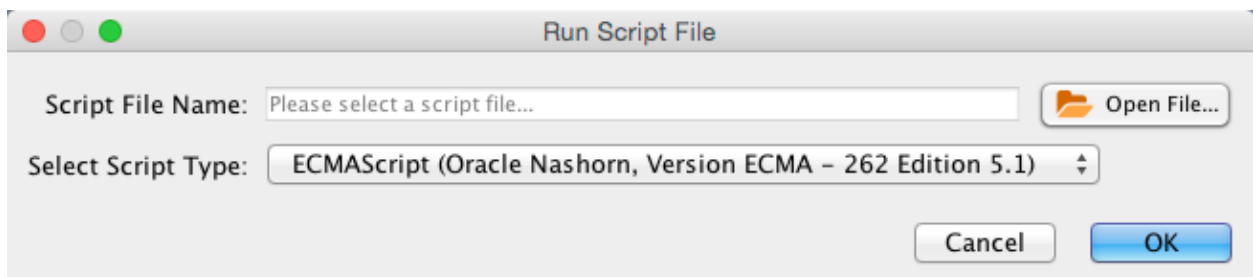 Run Script File
Script File Name: Please select a script file... Open File...
Select Script Type: ECMAScript (Oracle Nashorn, Version ECMA – 262 Edition 5.1)
Cancel OK